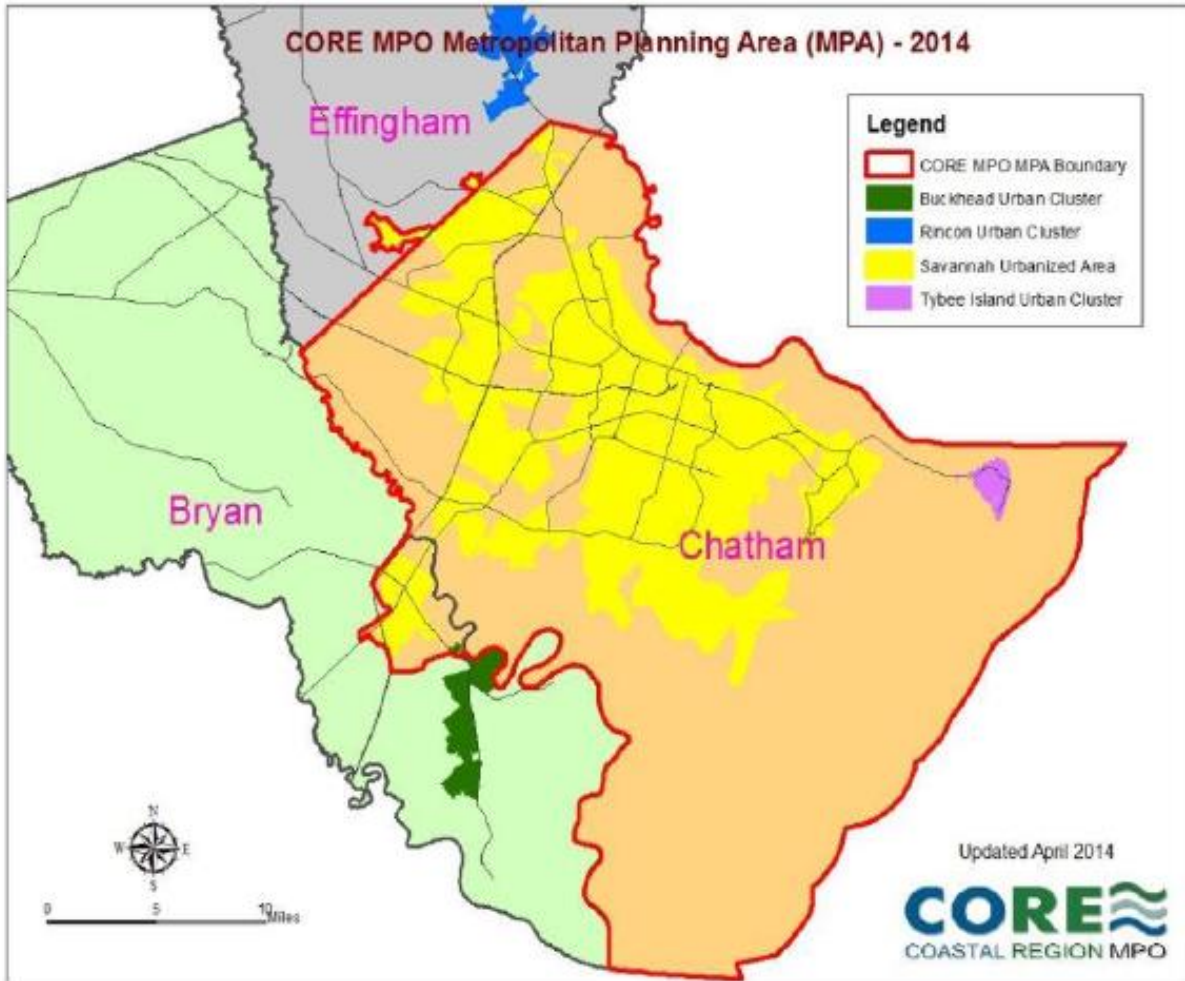 CORE MPO Metropolitan Planning Area (MPA) - 2014
Effingham
Legend
CORE MPO MPA Boundary
Buckhead Urban Cluster
Rincon Urban Cluster
Savannah Urbanized Area
Tybee Island Urban Cluster
Bryan
Chatham
N
W E
S
0 5 10 Miles
Updated April 2014
CORE
COASTAL REGION MPO